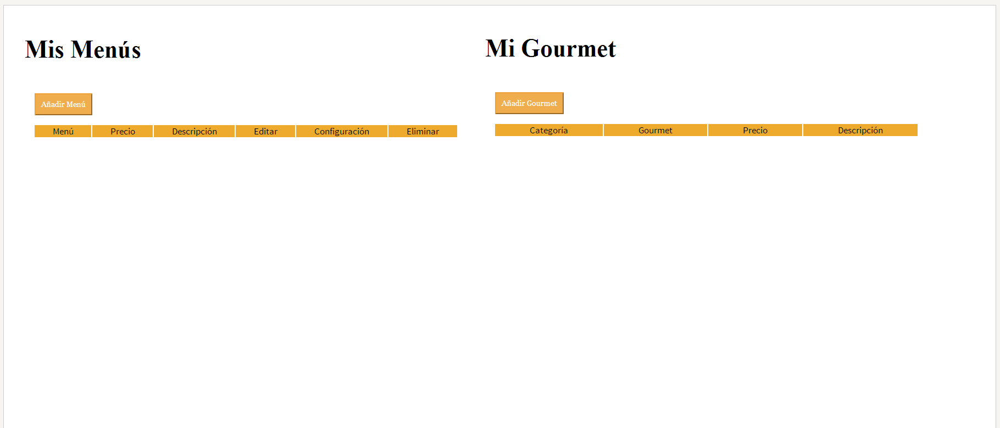 Mis Menús
Añadir Menú
Menú Precio Descripción Editar Configuración Eliminar
Mi Gourmet
Añadir Gourmet
Categoría Gourmet Precio Descripción